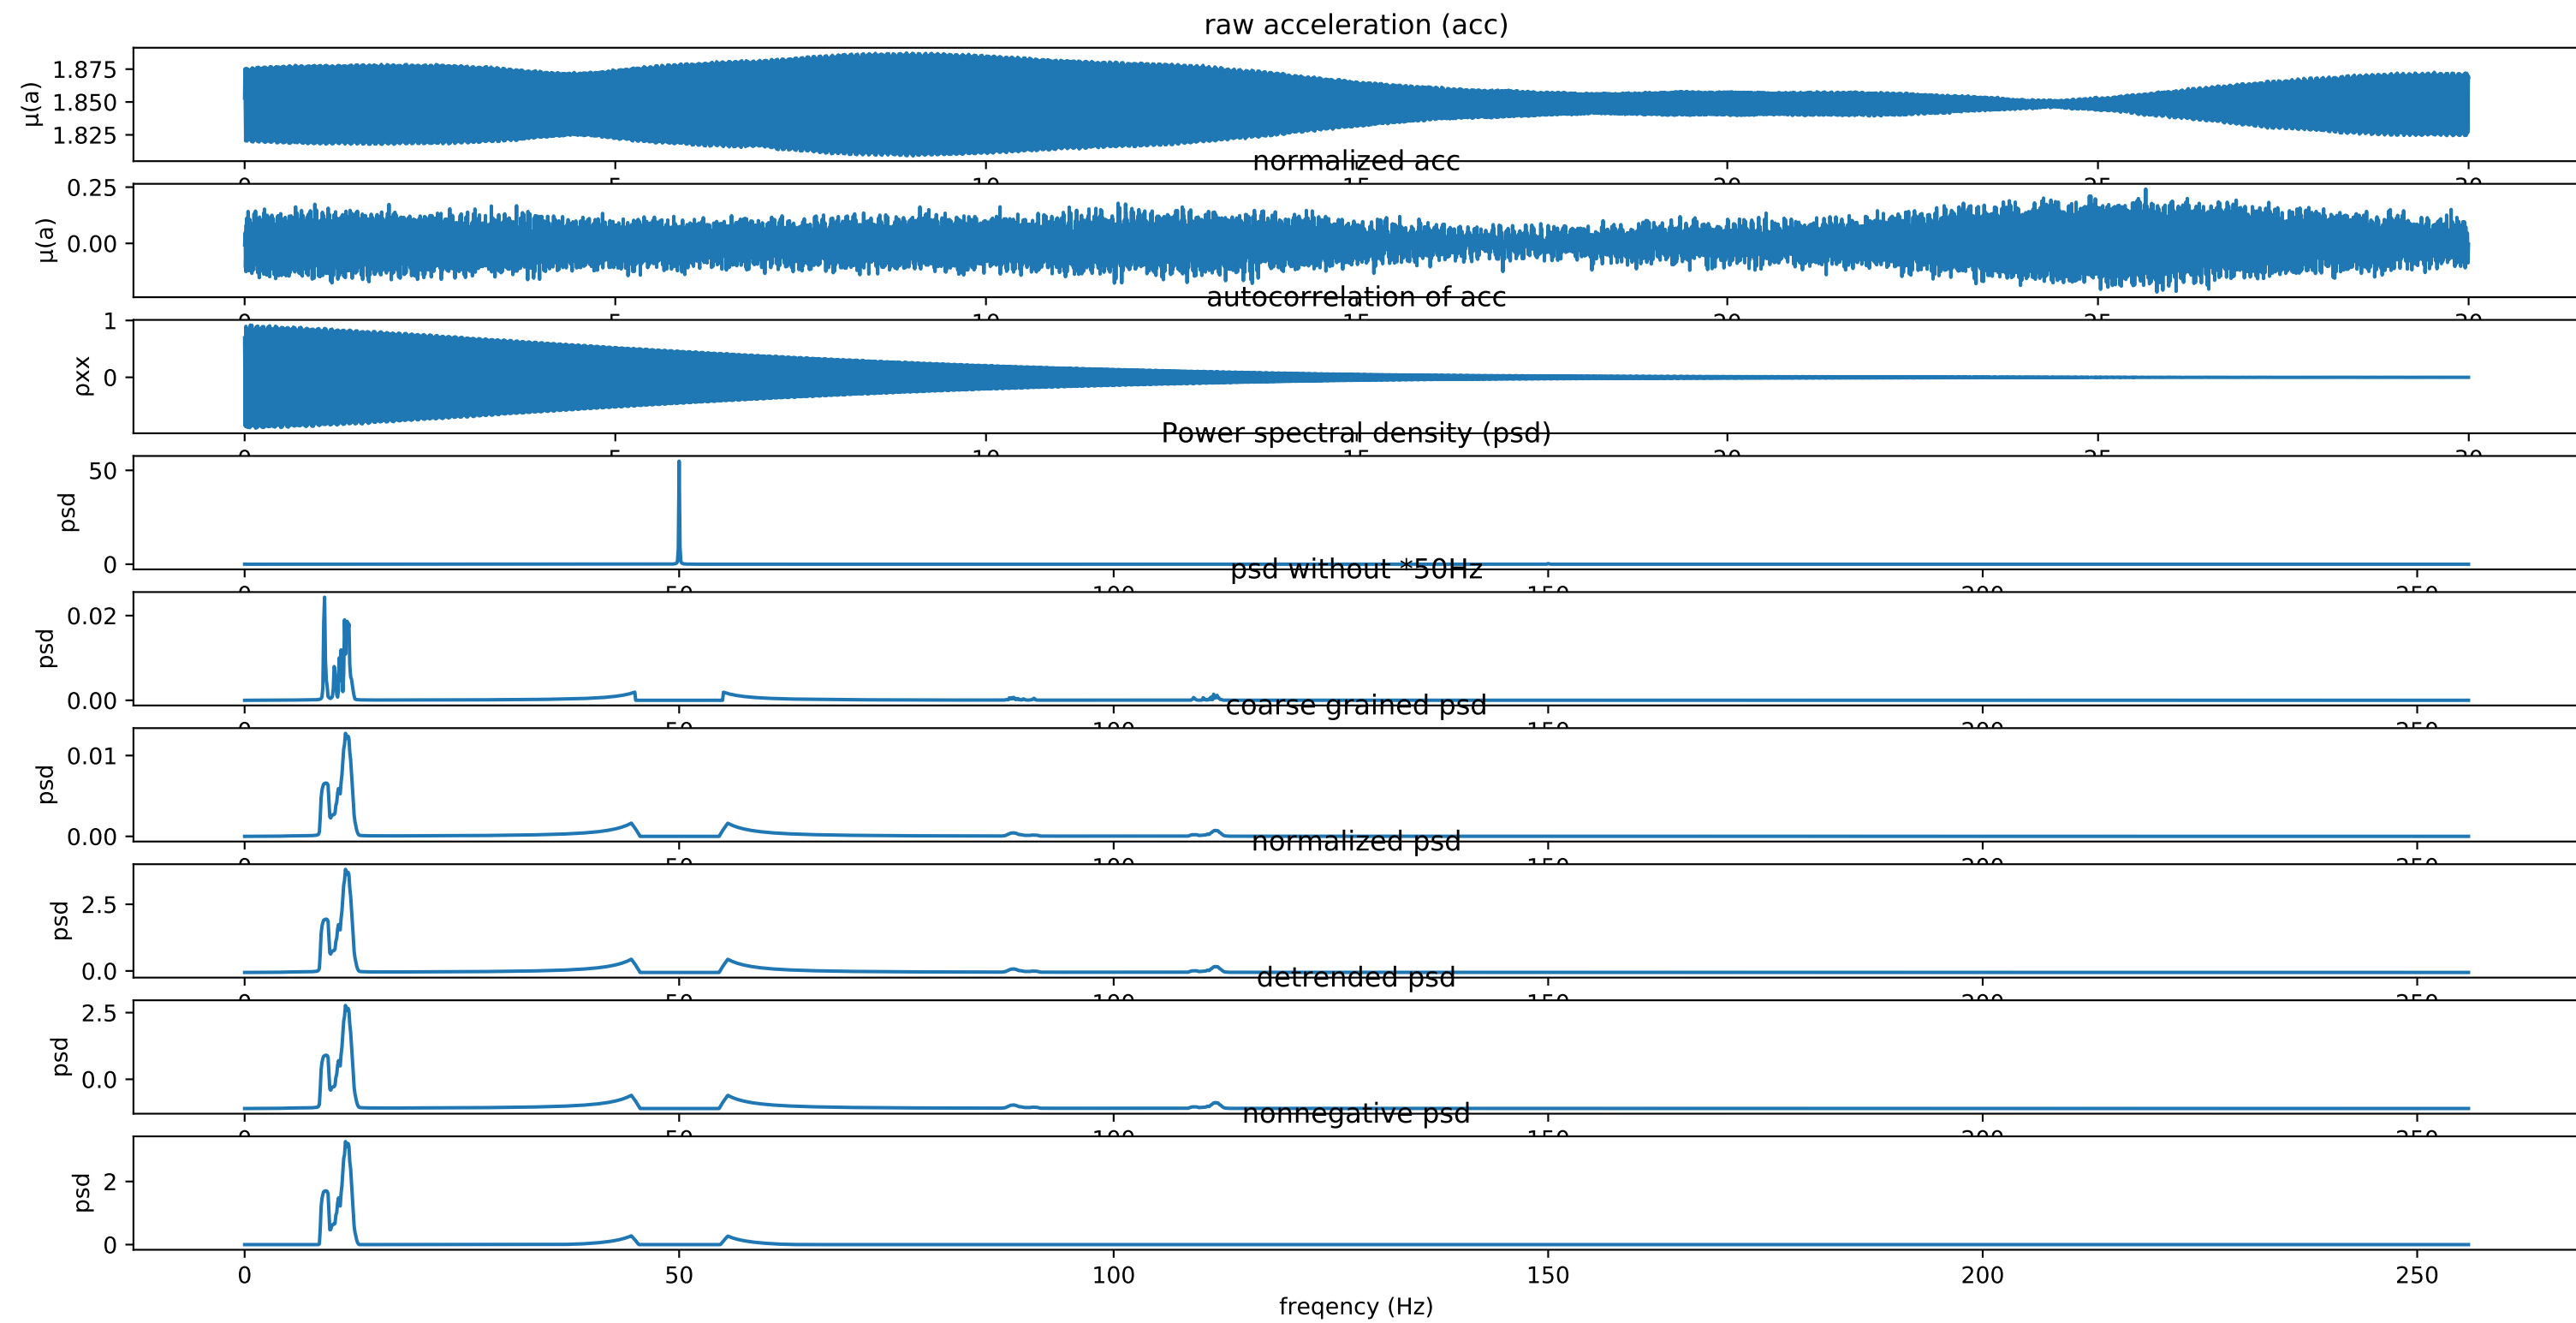 raw acceleration (acc)
1.875
1.850
1.825
μ(a)
normalized acc
0.25
0.00
μ(a)
autocorrelation of acc
1
0
ρxx
Power spectral density (psd)
50
0
psd
psd without *50Hz
0.02
0.00
psd
coarse grained psd
0.01
0.00
psd
normalized psd
2.5
0.0
psd
detrended psd
2.5
0.0
psd
nonnegative psd
2
0
psd
0 50 100 150 200 250
freqency (Hz)